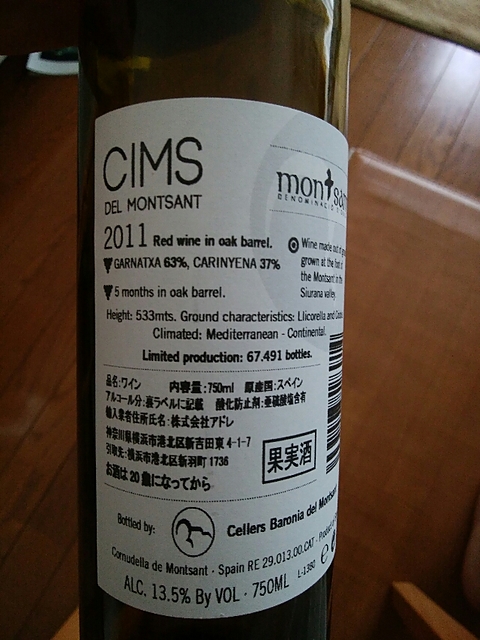 CIMS
DEL MONTSANT
mon sa
DENOMINACI
2011 Red wine in oak barrel.
GARNATXA 63%, CARINYENA 37%
5 months in oak barrel.
Wine made out of
grown at the foot of
the Montsant in the
Siurana valley.
Height: 533mts. Ground characteristics: Llicorella and
Climated: Mediterranean - Continental.
Limited production: 67.491 bottles.
品名:ワイン 内容量:750ml 原産国:スペイン
アルコール分:裏ラベルに記載 酸化防止剤:亜硫酸塩含有
輸入業者住所氏名:株式会社アドレ
神奈川県横浜市港北区新吉田東 4-1-7
引取先:横浜市港北区新羽町 1736
お酒は 20 歳になってから
果実酒
Bottled by:
Cellers Baronia del Montsant
Cornudella de Montsant · Spain RE 29.013.00.CAT ·
L-1380 e
ALC. 13.5% By VOL · 750ML